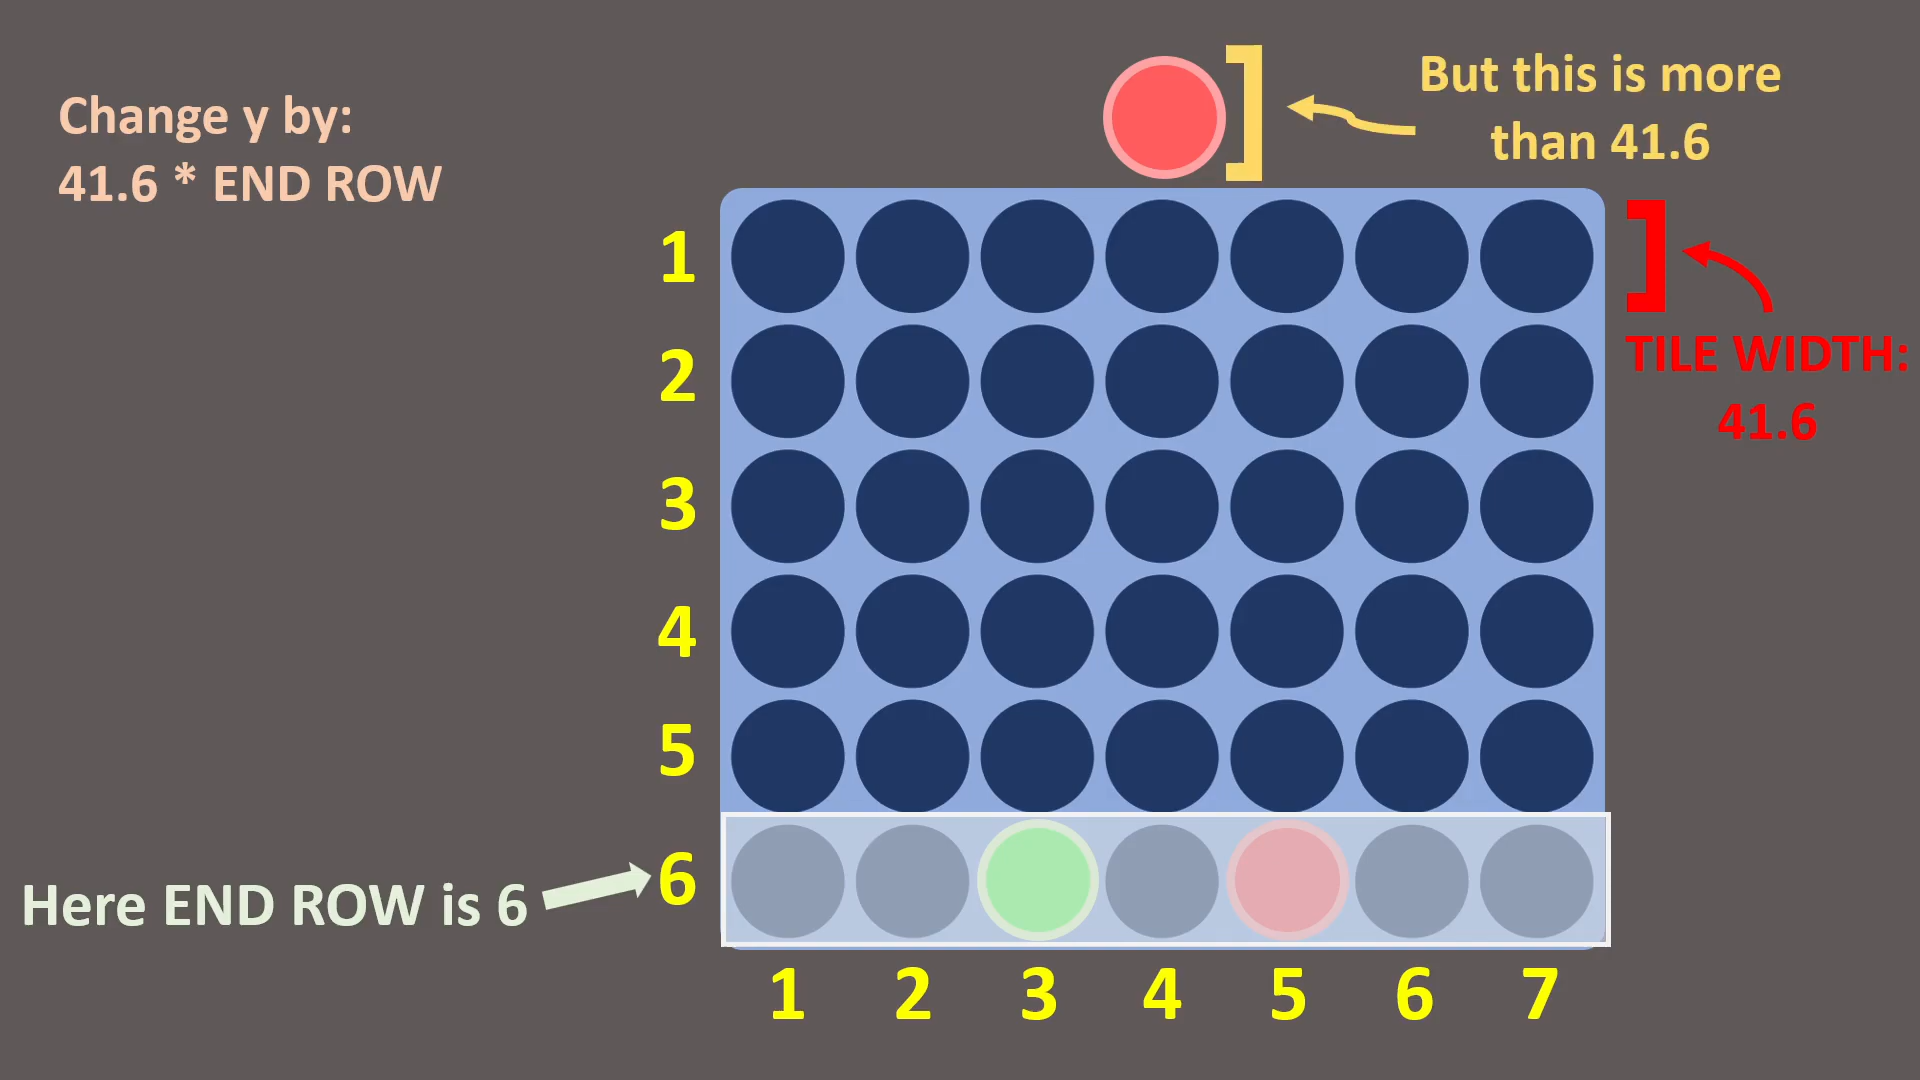 Change y by:
41.6 * END ROW
But this is more
than 41.6
TILE WIDTH:
41.6
1
2
3
4
5
6
Here END ROW is 6
1 2 3 4 5 6 7